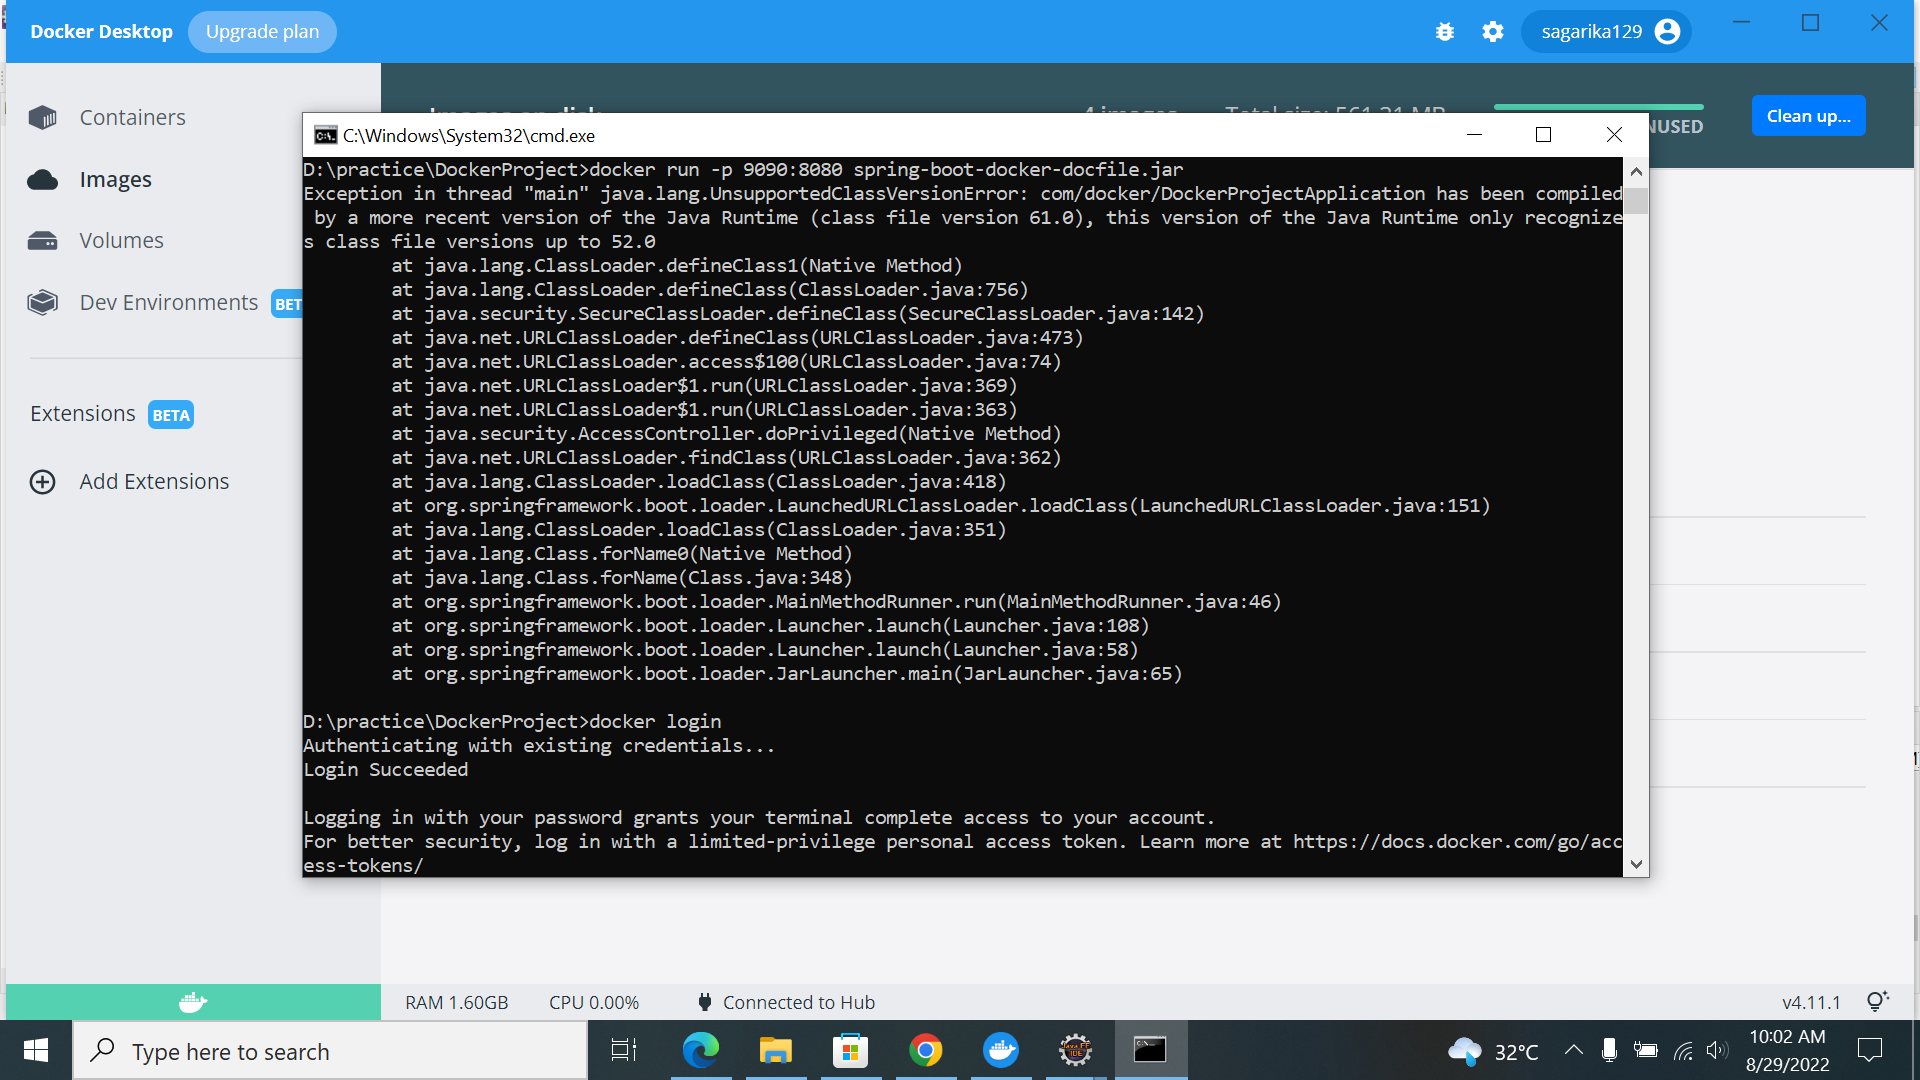 Docker Desktop Upgrade plan sagarika129
Containers
Images
Volumes
Dev Environments BET
Extensions BETA
Add Extensions
4 images Total size: 561.31 MB
NUSED
Clean up...
C:\Windows\System32\cmd.exe
D:\practice\DockerProject>docker run -p 9090:8080 spring-boot-docker-docfile.jar
Exception in thread "main" java.lang.UnsupportedClassVersionError: com/docker/DockerProjectApplication has been compiled
 by a more recent version of the Java Runtime (class file version 61.0), this version of the Java Runtime only recognize
s class file versions up to 52.0
        at java.lang.ClassLoader.defineClass1(Native Method)
        at java.lang.ClassLoader.defineClass(ClassLoader.java:756)
        at java.security.SecureClassLoader.defineClass(SecureClassLoader.java:142)
        at java.net.URLClassLoader.defineClass(URLClassLoader.java:473)
        at java.net.URLClassLoader.access$100(URLClassLoader.java:74)
        at java.net.URLClassLoader$1.run(URLClassLoader.java:369)
        at java.net.URLClassLoader$1.run(URLClassLoader.java:363)
        at java.security.AccessController.doPrivileged(Native Method)
        at java.net.URLClassLoader.findClass(URLClassLoader.java:362)
        at java.lang.ClassLoader.loadClass(ClassLoader.java:418)
        at org.springframework.boot.loader.LaunchedURLClassLoader.loadClass(LaunchedURLClassLoader.java:151)
        at java.lang.ClassLoader.loadClass(ClassLoader.java:351)
        at java.lang.Class.forName0(Native Method)
        at java.lang.Class.forName(Class.java:348)
        at org.springframework.boot.loader.MainMethodRunner.run(MainMethodRunner.java:46)
        at org.springframework.boot.loader.Launcher.launch(Launcher.java:108)
        at org.springframework.boot.loader.Launcher.launch(Launcher.java:58)
        at org.springframework.boot.loader.JarLauncher.main(JarLauncher.java:65)
D:\practice\DockerProject>docker login
Authenticating with existing credentials...
Login Succeeded
Logging in with your password grants your terminal complete access to your account.
For better security, log in with a limited-privilege personal access token. Learn more at https://docs.docker.com/go/acc
ess-tokens/
RAM 1.60GB CPU 0.00% Connected to Hub v4.11.1
Type here to search
32°C
10:02 AM
8/29/2022